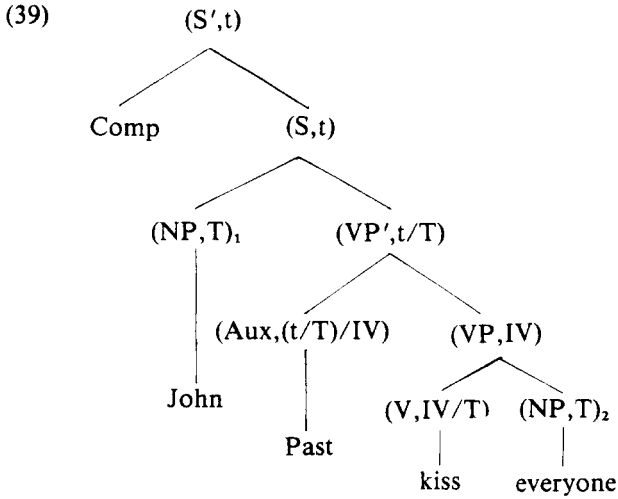 (39) (S′,t)
Comp (S,t)
(NP,T)₁ (VP′,t/T)
(Aux,(t/T)/IV) (VP,IV)
John (V,IV/T) (NP,T)₂
Past
kiss everyone